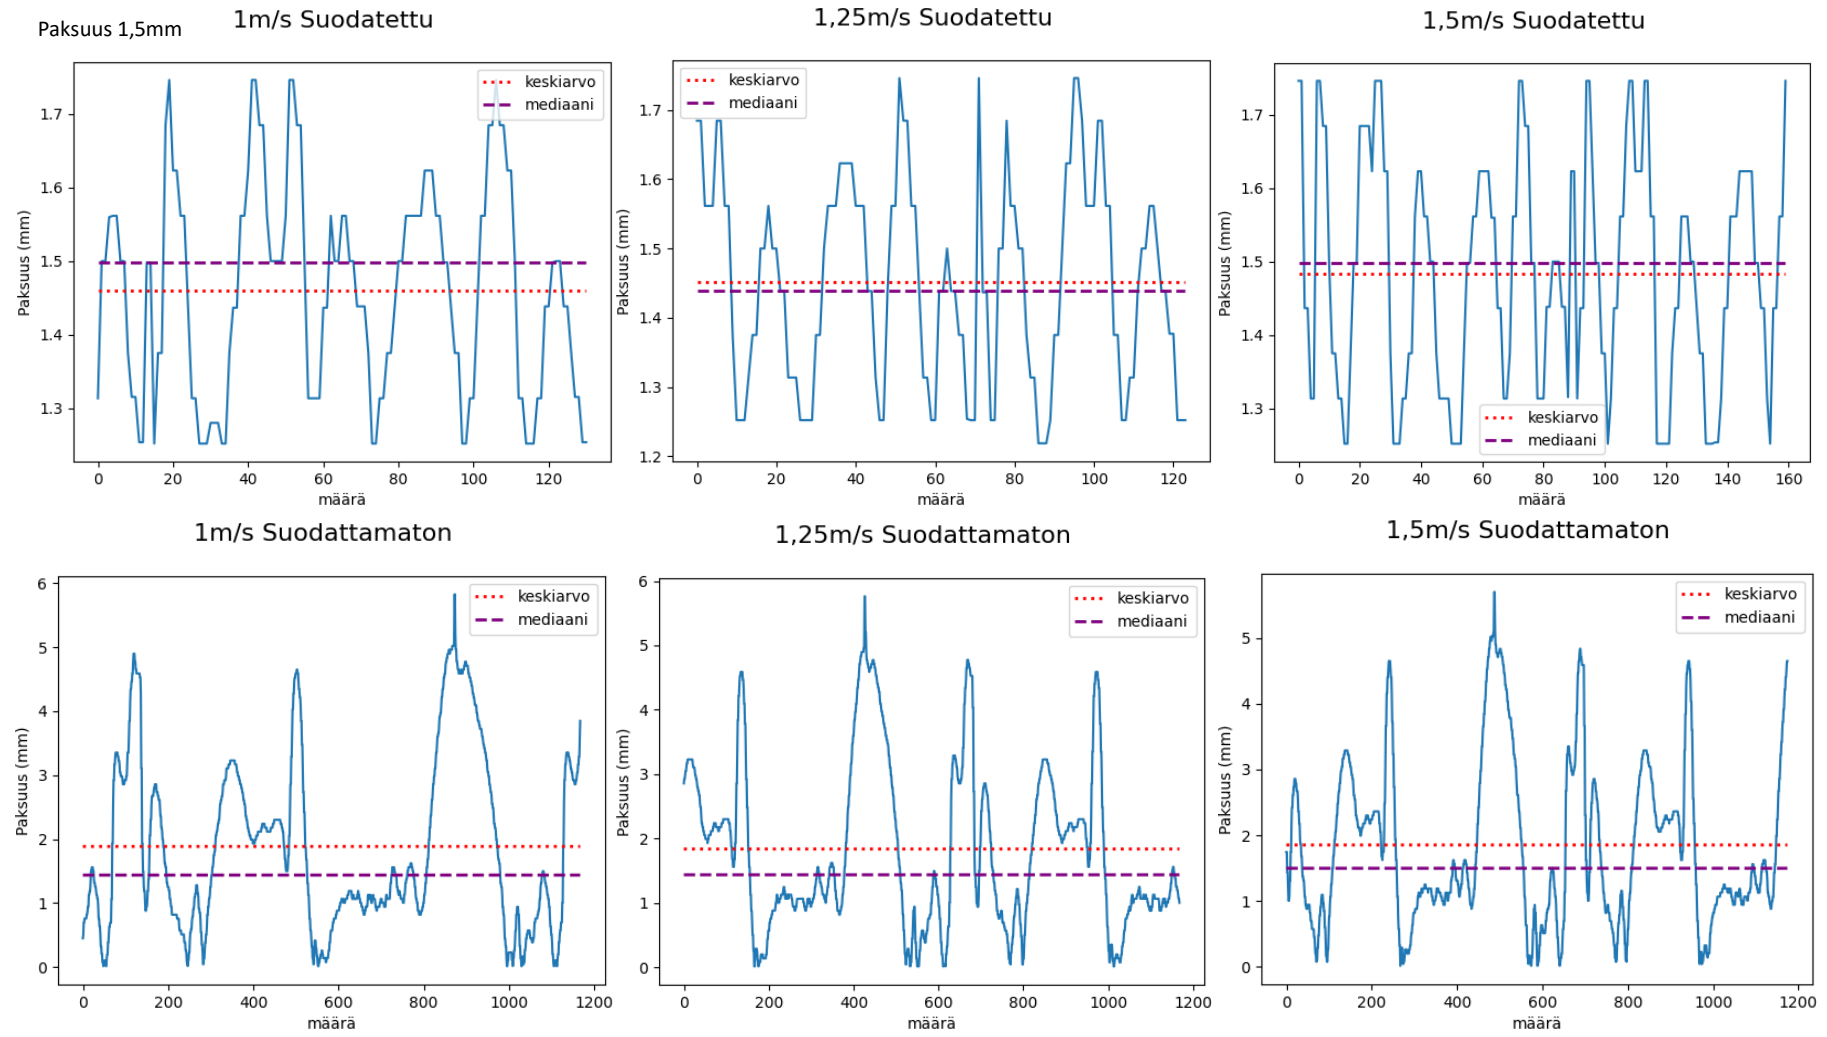 Paksuus 1,5mm
1m/s Suodatettu
keskiarvo
mediaani
1.7
1.6
1.5
1.4
1.3
Paksuus (mm)
0 20 40 60 80 100 120
määrä
1,25m/s Suodatettu
keskiarvo
mediaani
1.7
1.6
1.5
1.4
1.3
1.2
Paksuus (mm)
0 20 40 60 80 100 120
määrä
1,5m/s Suodatettu
1.7
1.6
1.5
1.4
1.3
Paksuus (mm)
keskiarvo
mediaani
0 20 40 60 80 100 120 140 160
määrä
1m/s Suodattamaton
keskiarvo
mediaani
6
5
4
3
2
1
0
Paksuus (mm)
0 200 400 600 800 1000 1200
määrä
1,25m/s Suodattamaton
keskiarvo
mediaani
6
5
4
3
2
1
0
Paksuus (mm)
0 200 400 600 800 1000 1200
määrä
1,5m/s Suodattamaton
keskiarvo
mediaani
5
4
3
2
1
0
Paksuus (mm)
0 200 400 600 800 1000 1200
määrä